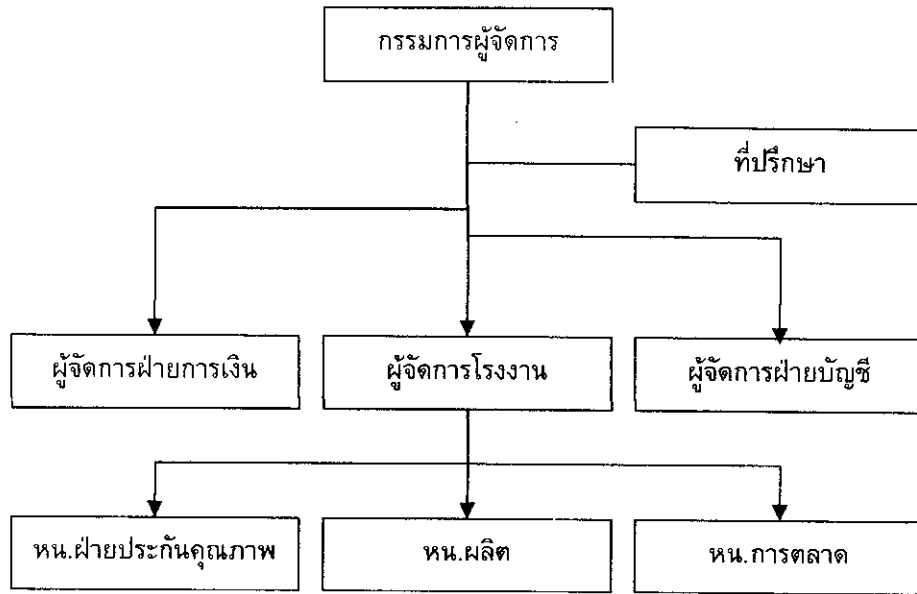 กรรมการผู้จัดการ
ที่ปรึกษา
ผู้จัดการฝ่ายการเงิน
ผู้จัดการโรงงาน
ผู้จัดการฝ่ายบัญชี
หน.ฝ่ายประกันคุณภาพ
หน.ผลิต
หน.การตลาด